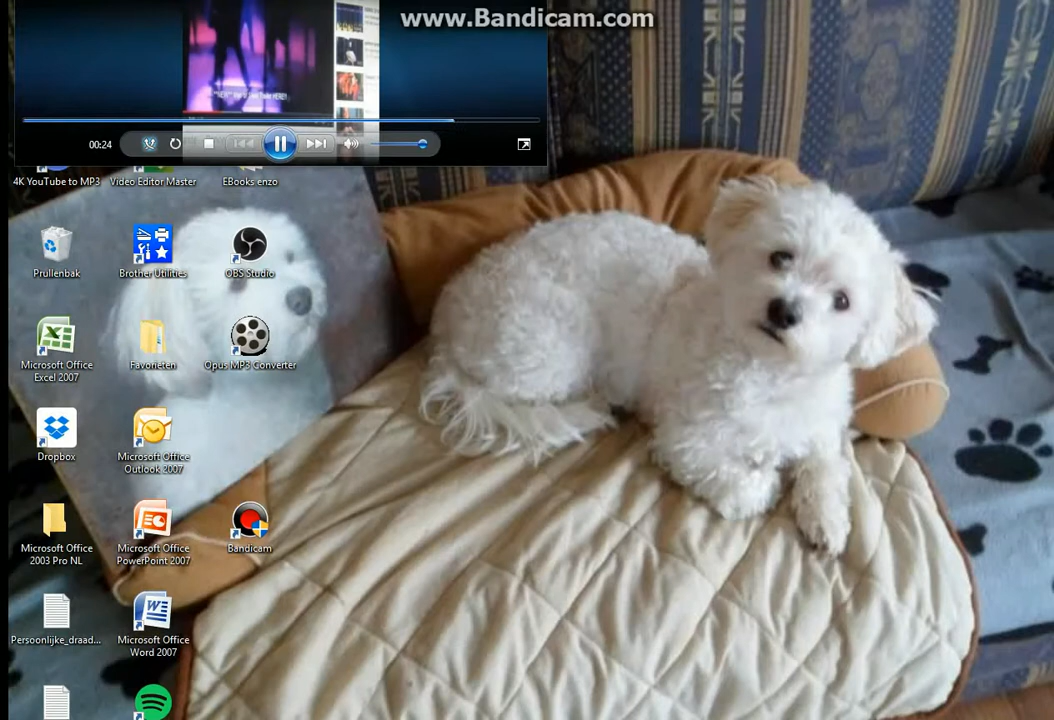 www.Bandicam.com
00:24
4K YouTube to MP3
Video Editor Master
EBooks enzo
Prullenbak
Brother Utilities
OBS Studio
Microsoft Office
Excel 2007
Favorieten
Opus MP3 Converter
Dropbox
Microsoft Office
Outlook 2007
Microsoft Office
2003 Pro NL
Microsoft Office
PowerPoint 2007
Bandicam
Persoonlijke_draad...
Microsoft Office
Word 2007